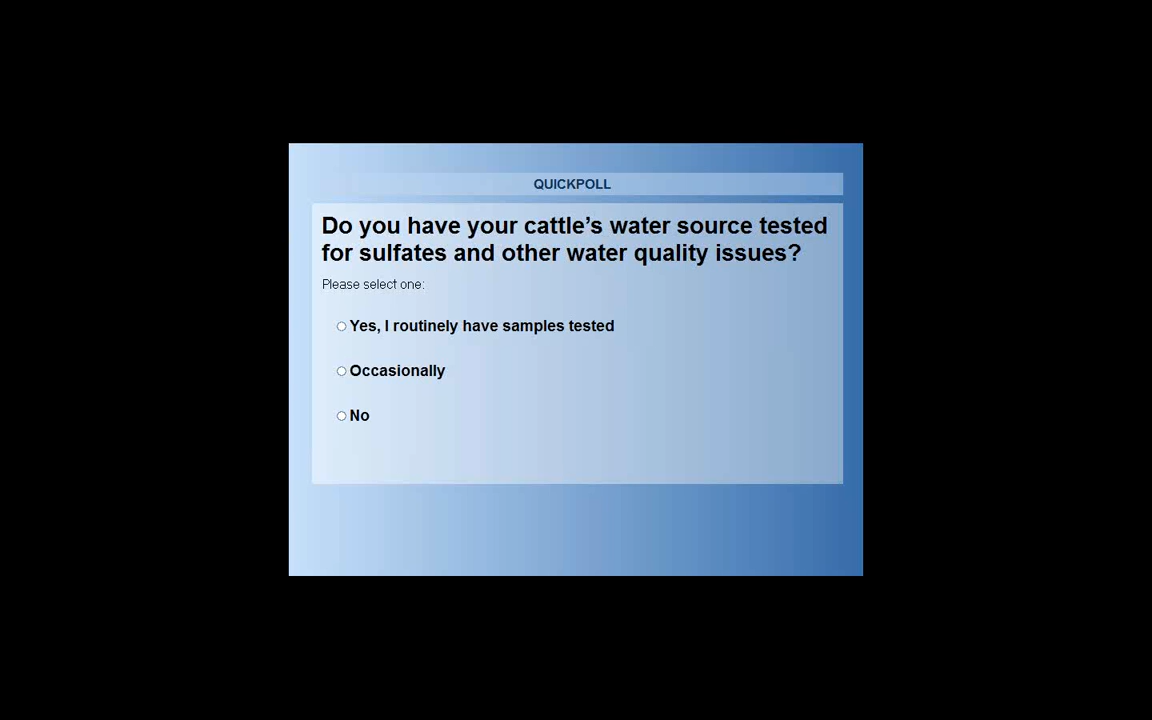 QUICKPOLL
Do you have your cattle’s water source tested
for sulfates and other water quality issues?
Please select one:
Yes, I routinely have samples tested
Occasionally
No